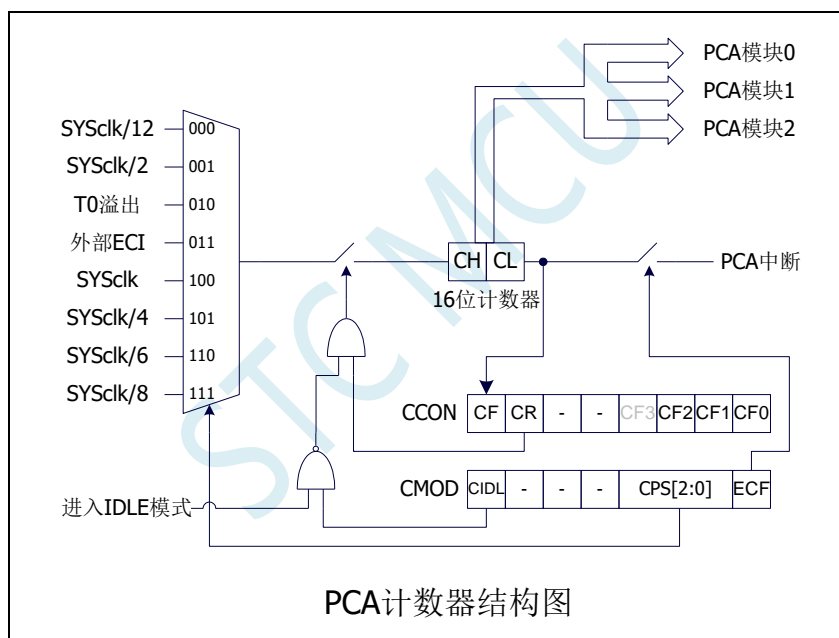 PCA模块0
PCA模块1
PCA模块2
SYSclk/12 000
SYSclk/2 001
T0溢出 010
外部ECI 011
SYSclk 100
SYSclk/4 101
SYSclk/6 110
SYSclk/8 111
CH CL
16位计数器
PCA中断
CCON CF CR - - CF3 CF2 CF1 CF0
CMOD CIDL - - - CPS[2:0] ECF
进入IDLE模式
PCA计数器结构图
STC MCU